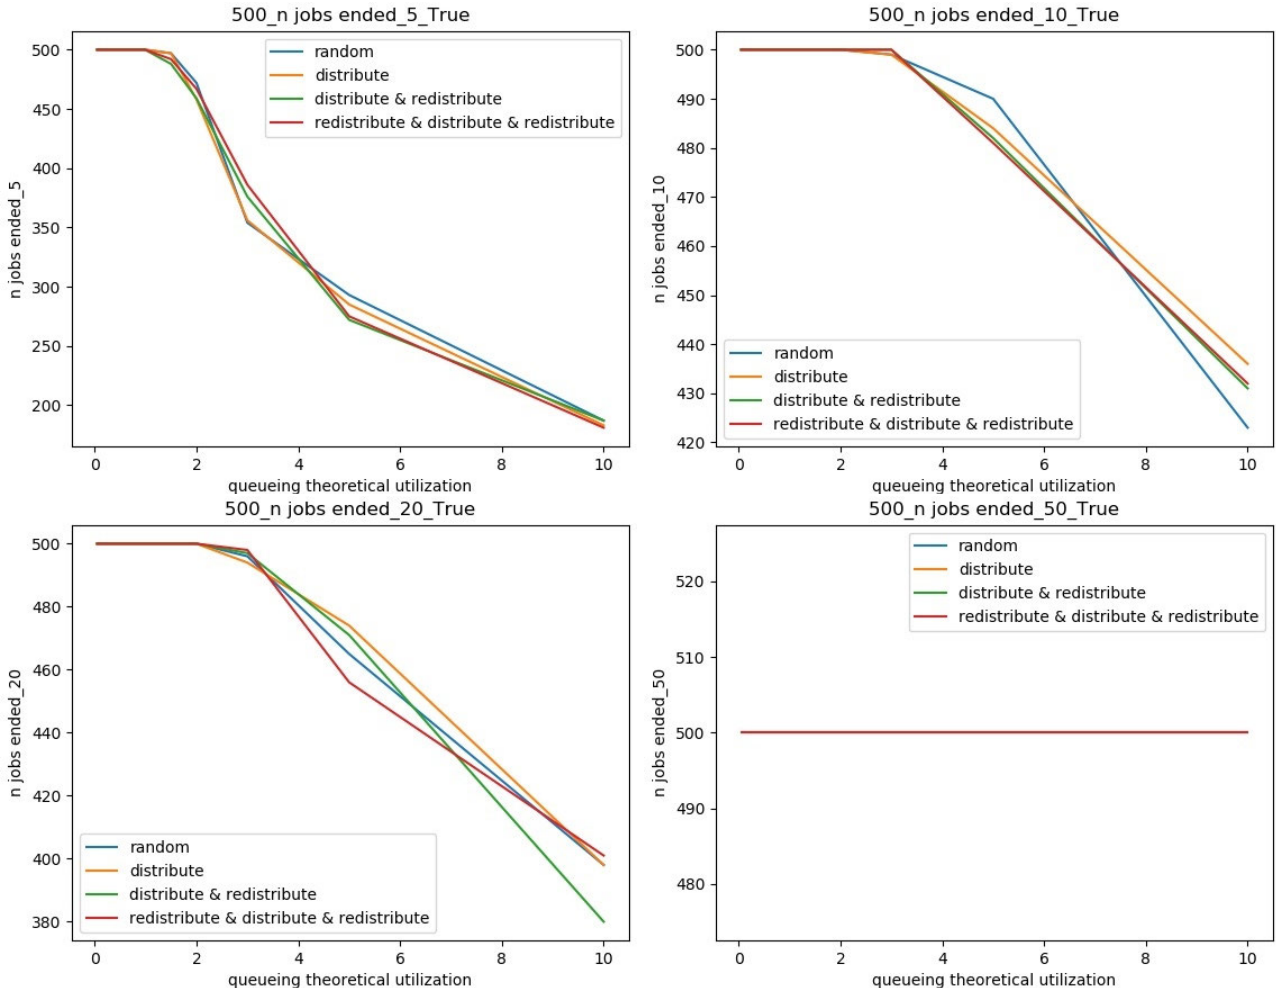 500_n jobs ended_5_True
n jobs ended_5
500
450
400
350
300
250
200
random
distribute
distribute & redistribute
redistribute & distribute & redistribute
0 2 4 6 8 10
queueing theoretical utilization
500_n jobs ended_10_True
n jobs ended_10
500
490
480
470
460
450
440
430
420
random
distribute
distribute & redistribute
redistribute & distribute & redistribute
0 2 4 6 8 10
queueing theoretical utilization
500_n jobs ended_20_True
n jobs ended_20
500
480
460
440
420
400
380
random
distribute
distribute & redistribute
redistribute & distribute & redistribute
0 2 4 6 8 10
queueing theoretical utilization
500_n jobs ended_50_True
n jobs ended_50
520
510
500
490
480
random
distribute
distribute & redistribute
redistribute & distribute & redistribute
0 2 4 6 8 10
queueing theoretical utilization